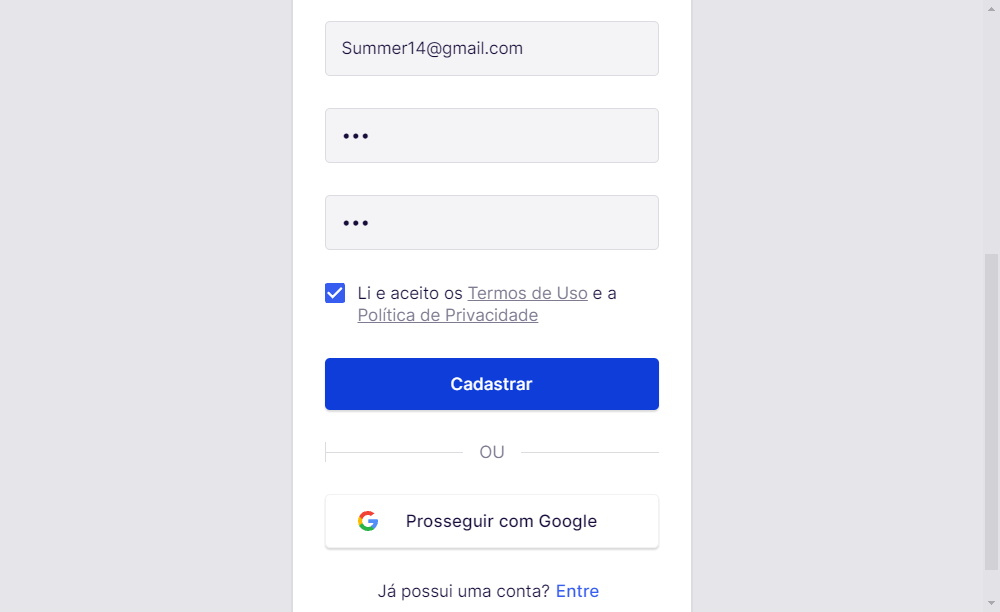 Summer14@gmail.com
•••
•••
Li e aceito os Termos de Uso e a
Política de Privacidade
Cadastrar
OU
Prosseguir com Google
Já possui uma conta? Entre